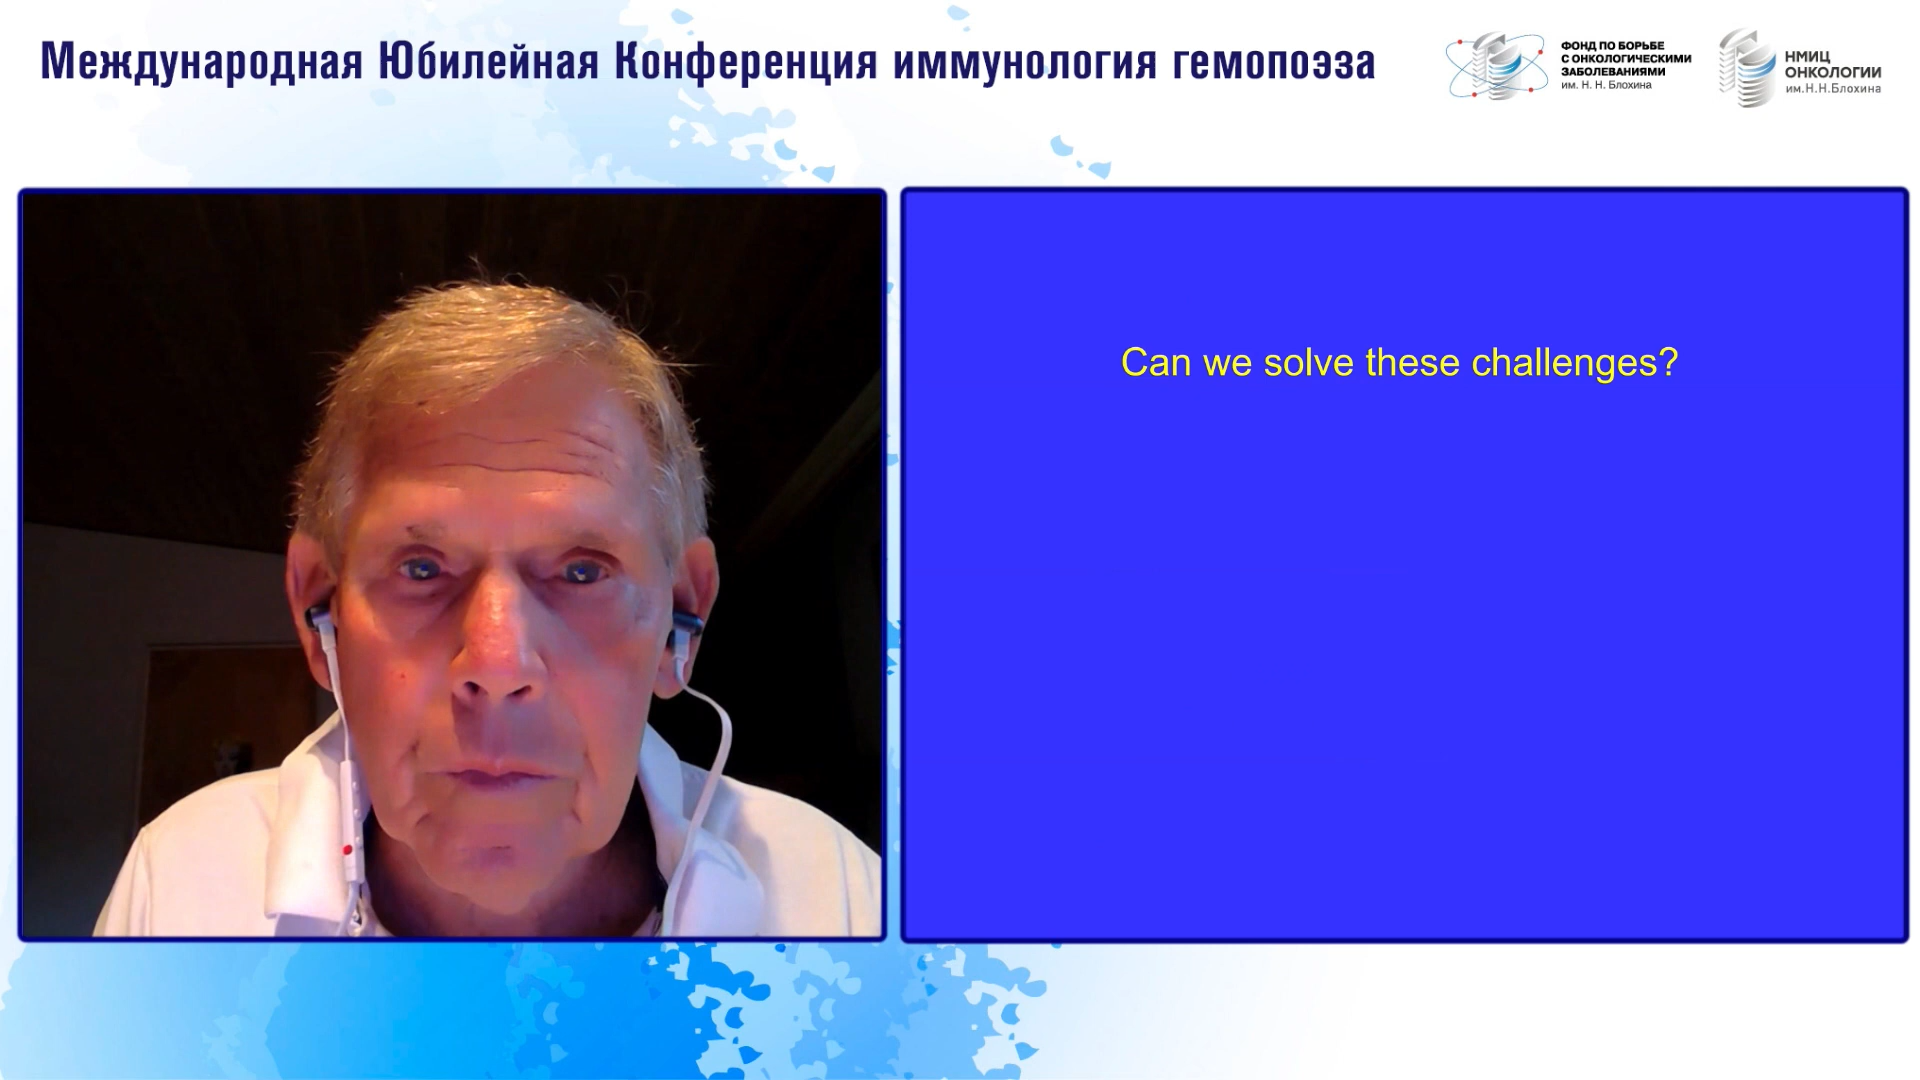 Международная Юбилейная Конференция иммунология гемопоэза
ФОНД ПО БОРЬБЕ
С ОНКОЛОГИЧЕСКИМИ
ЗАБОЛЕВАНИЯМИ
им. Н. Н. Блохина
НМИЦ
ОНКОЛОГИИ
им.Н.Н.Блохина
Can we solve these challenges?